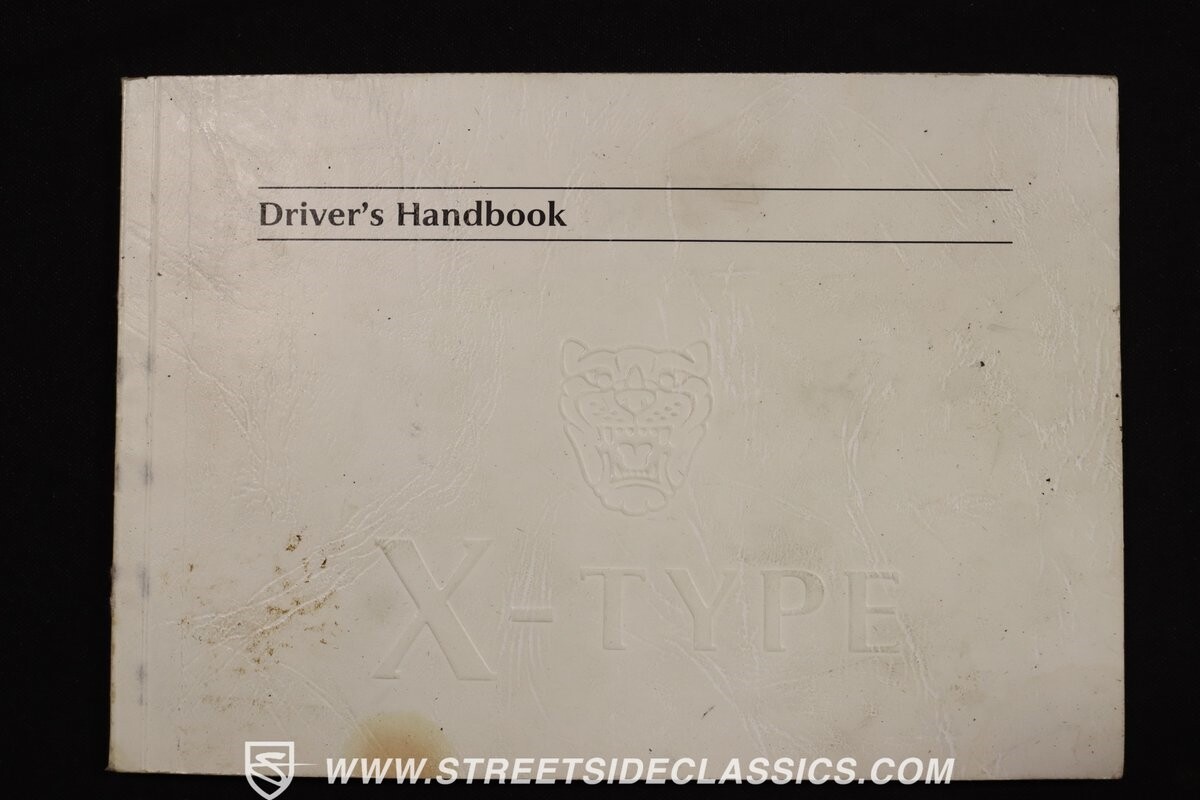 Driver's Handbook
X-TYPE
WWW.STREETSIDECLASSICS.COM